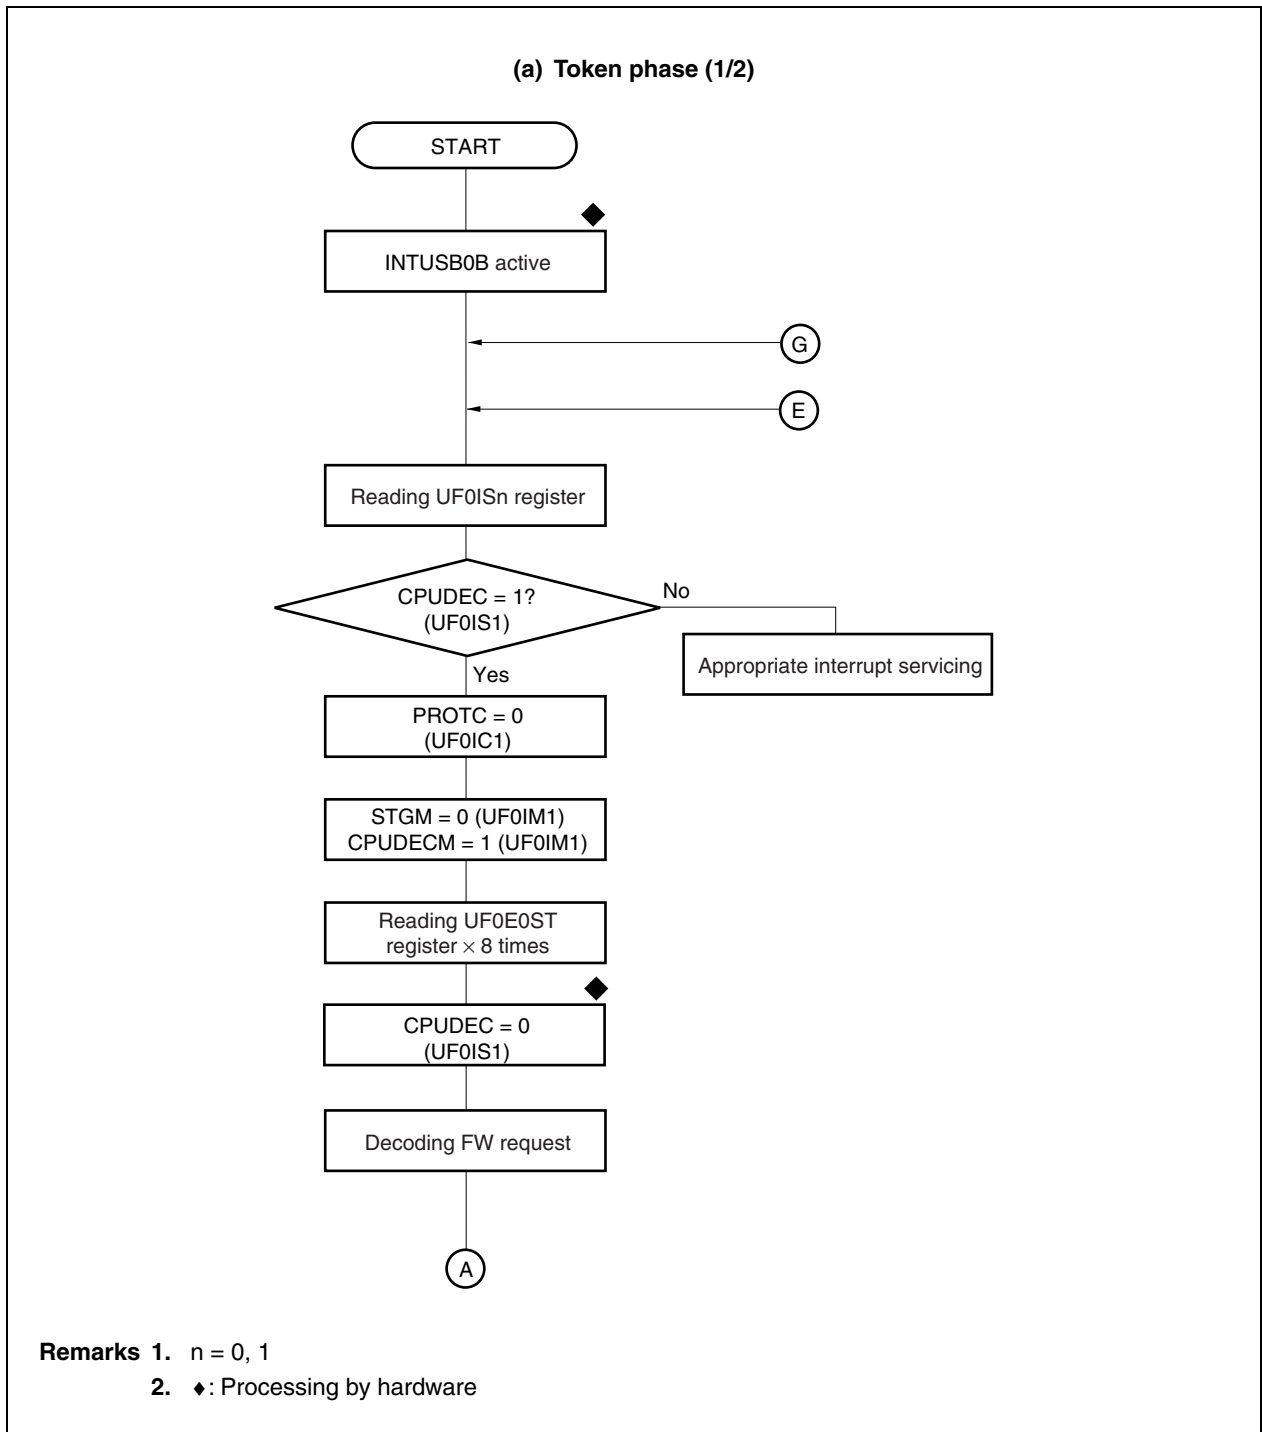 (a) Token phase (1/2)
START
◆
INTUSB0B active
G
E
Reading UF0ISn register
CPUDEC = 1?
(UF0IS1)
No
Appropriate interrupt servicing
Yes
PROTC = 0
(UF0IC1)
STGM = 0 (UF0IM1)
CPUDECM = 1 (UF0IM1)
Reading UF0E0ST
register × 8 times
◆
CPUDEC = 0
(UF0IS1)
Decoding FW request
A
Remarks 1. n = 0, 1
2. ♦: Processing by hardware